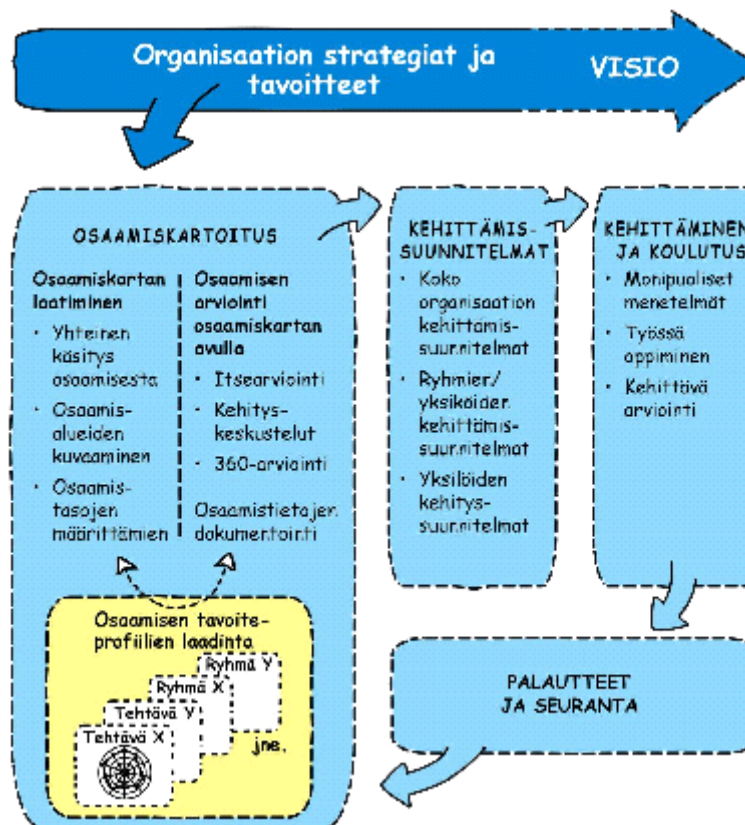 Organisaation strategiat ja
tavoitteet
VISIO
OSAAMISKARTOITUS
Osaamiskartan
laatiminen
• Yhteinen
käsitys
osaamisesta
• Osaamis-
alueiden
kuvaaminen
• Osaamis-
tasojen
määrittämien
Osaamisen
arviointi
osaamiskartan
avulla
• Itsearviointi
• Kehitys-
keskustelut
• 360-arviointi
Osaamistietojen
dokumentointi
Osaamisen tavoite-
profiilien laadinta
Ryhmä Y
Ryhmä X
Tehtävä Y
Tehtävä X
jne.
KEHITTÄMIS-
SUUNNITELMAT
• Koko
organisaation
kehittämis-
suunnitelmat
• Ryhmien/
yksiköiden
kehittämis-
suunnitelmat
• Yksilöiden
kehitys-
suunnitelmat
KEHITTÄMINEN
JA KOULUTUS
• Monipuoliset
menetelmät
• Työssä
oppiminen
• Kehittävä
arviointi
PALAUTTEET
JA SEURANTA